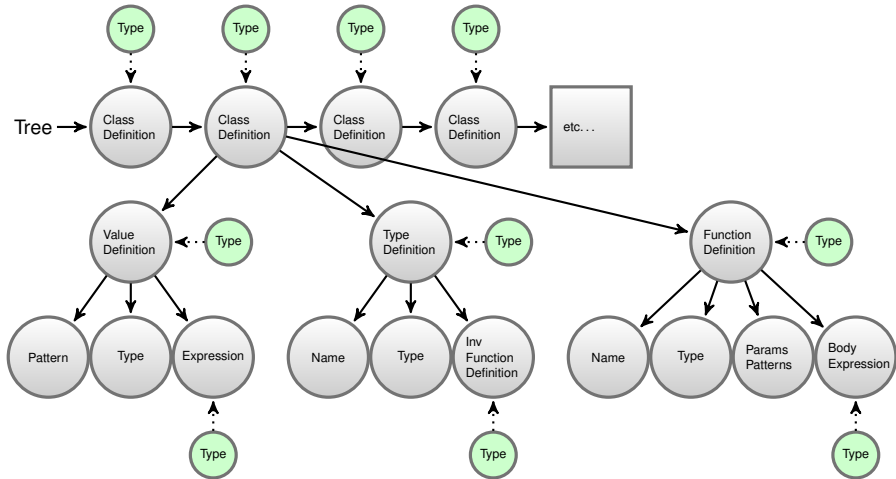 Type Type Type Type
Tree
Class
Definition
Class
Definition
Class
Definition
Class
Definition
etc...
Value
Definition
Type
Type
Definition
Type
Function
Definition
Type
Pattern
Type
Expression
Name
Type
Inv
Function
Definition
Name
Type
Params
Patterns
Body
Expression
Type
Type
Type